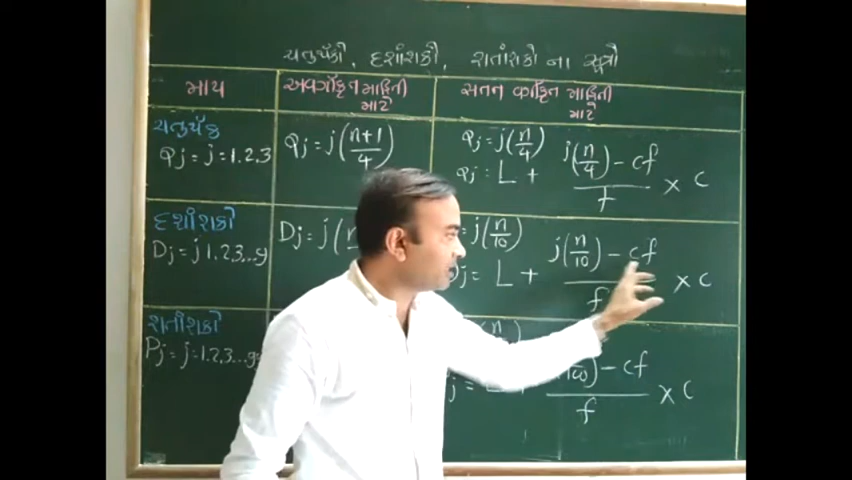 ચતુર્થકો, દશાંશકો, શતાંશકો ના સૂત્રો
માપ
અવર્ગીકૃત માહિતી
માટે
સતત વર્ગીકૃત માહિતી
માટે
ચતુર્થક
Qj = j = 1.2.3
Qj = j(n+1/4)
Qj = j(n/4)
Qj = L + j(n/4) - cf/f x c
દશાંશકો
Dj = j 1.2.3...9
Dj = j(n
= j(n/10)
j = L + j(n/10) - cf/f x c
શતાંશકો
Pj = j = 1.2.3...9
- cf/f x c